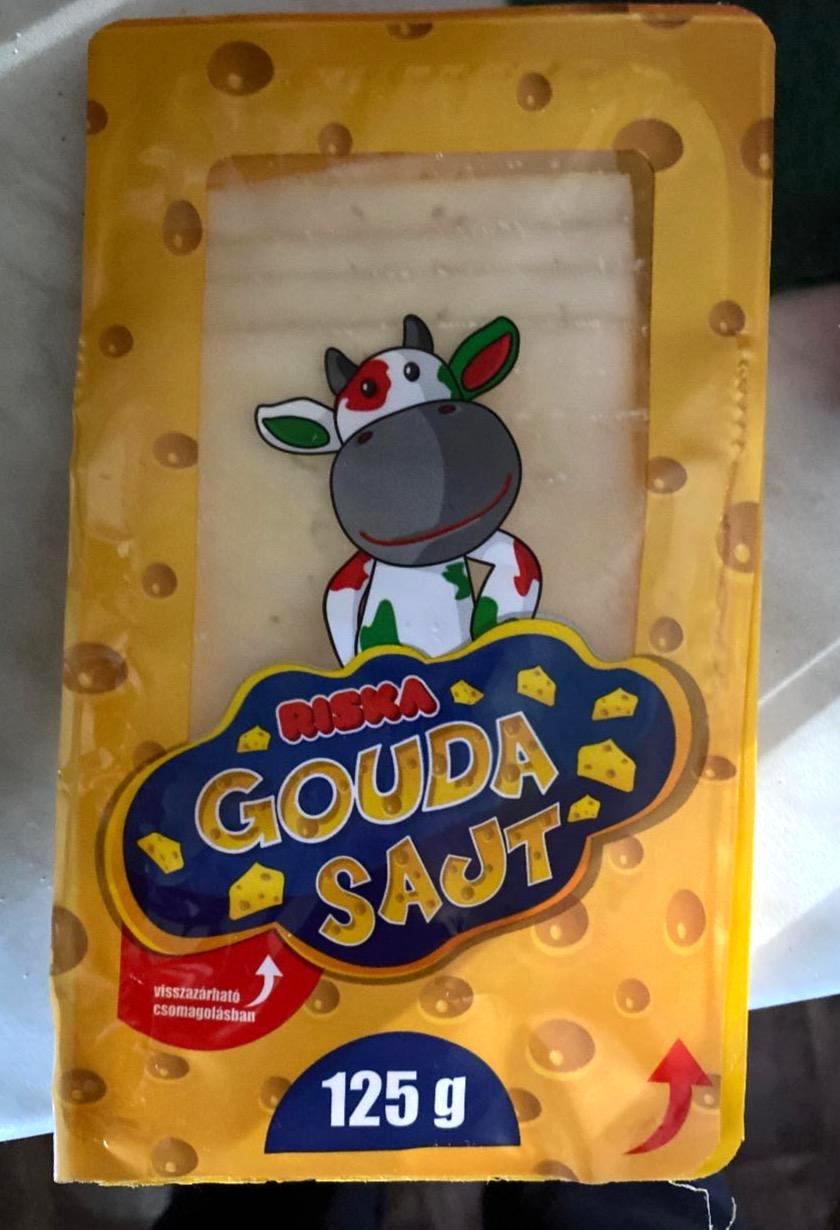 RISKA
GOUDA
SAJT
visszazárható
csomagolásban
125 g